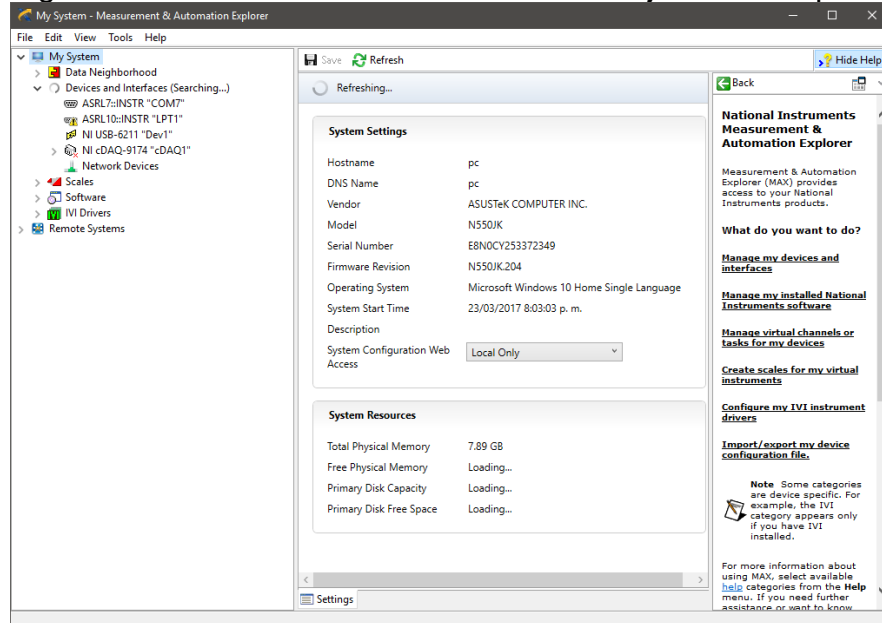 My System - Measurement & Automation Explorer
File Edit View Tools Help
My System
Data Neighborhood
Devices and Interfaces (Searching...)
ASRL7::INSTR "COM7"
ASRL10::INSTR "LPT1"
NI USB-6211 "Dev1"
NI cDAQ-9174 "cDAQ1"
Network Devices
Scales
Software
IVI Drivers
Remote Systems
Save Refresh
Refreshing...
System Settings
Hostname pc
DNS Name pc
Vendor ASUSTeK COMPUTER INC.
Model N550JK
Serial Number E8N0CY253372349
Firmware Revision N550JK.204
Operating System Microsoft Windows 10 Home Single Language
System Start Time 23/03/2017 8:03:03 p. m.
Description
System Configuration Web
Access
Local Only
System Resources
Total Physical Memory 7.89 GB
Free Physical Memory Loading...
Primary Disk Capacity Loading...
Primary Disk Free Space Loading...
Settings
Hide Help
Back
National Instruments
Measurement &
Automation Explorer
Measurement & Automation
Explorer (MAX) provides
access to your National
Instruments products.
What do you want to do?
Manage my devices and
interfaces
Manage my installed National
Instruments software
Manage virtual channels or
tasks for my devices
Create scales for my virtual
instruments
Configure my IVI instrument
drivers
Import/export my device
configuration file.
Note Some categories
are device specific. For
example, the IVI
category appears only
if you have IVI
installed.
For more information about
using MAX, select available
help categories from the Help
menu. If you need further
assistance or want to know